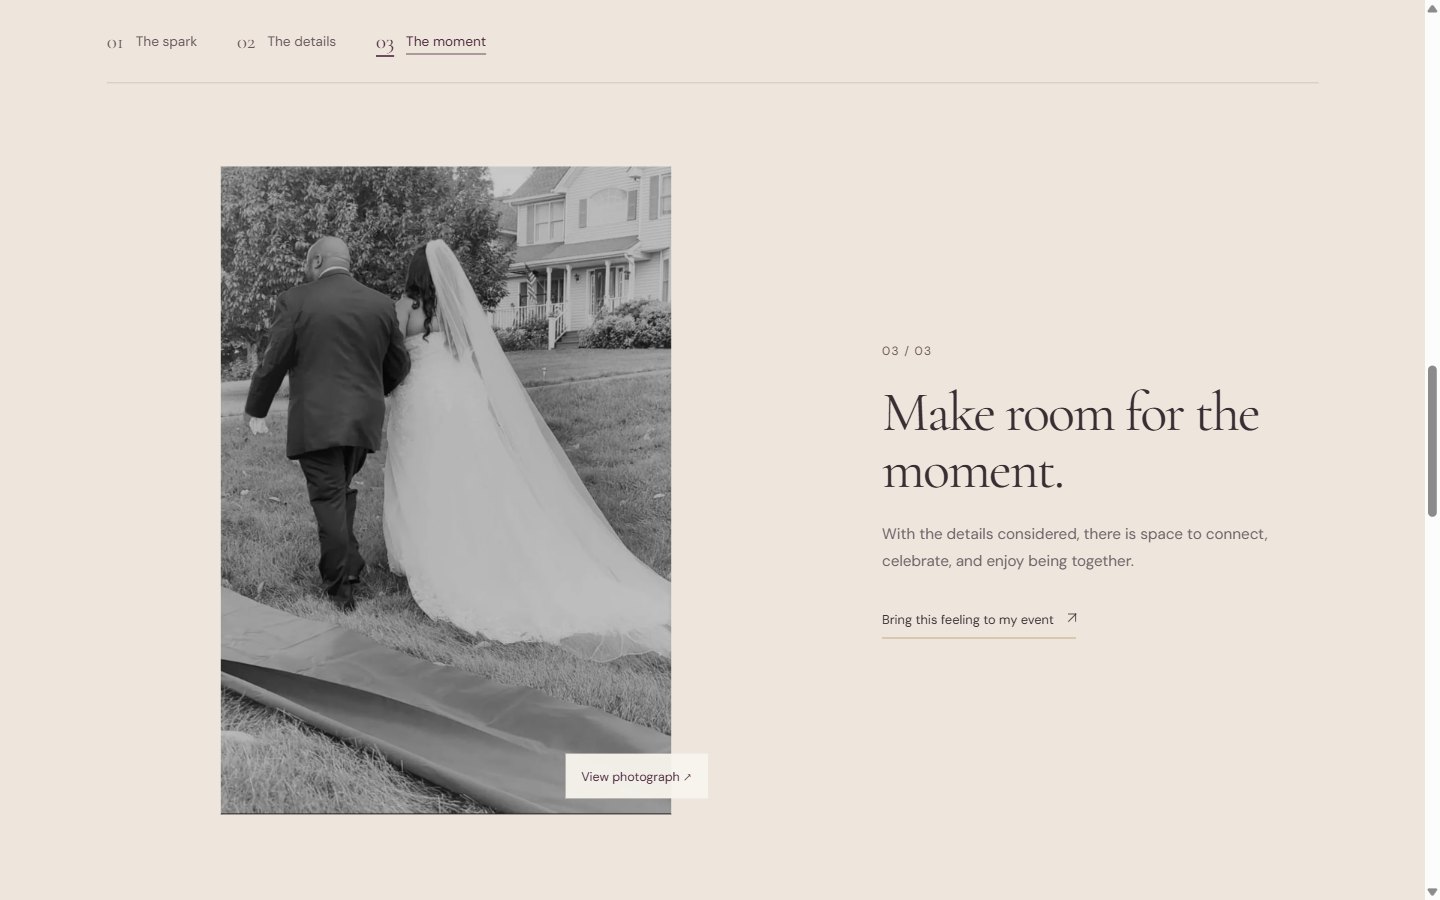 01 The spark 02 The details 03 The moment
03 / 03
Make room for the
moment.
With the details considered, there is space to connect,
celebrate, and enjoy being together.
Bring this feeling to my event ↗
View photograph ↗